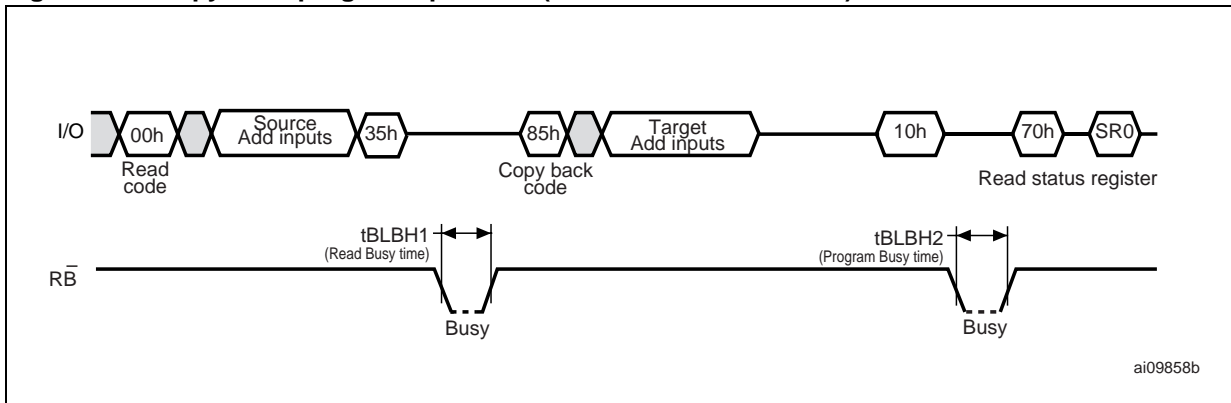 I/O
00h
Source
Add inputs
35h
85h
Target
Add inputs
10h
70h
SR0
Read
code
Copy back
code
Read status register
tBLBH1
(Read Busy time)
tBLBH2
(Program Busy time)
RB̅
Busy
Busy
ai09858b